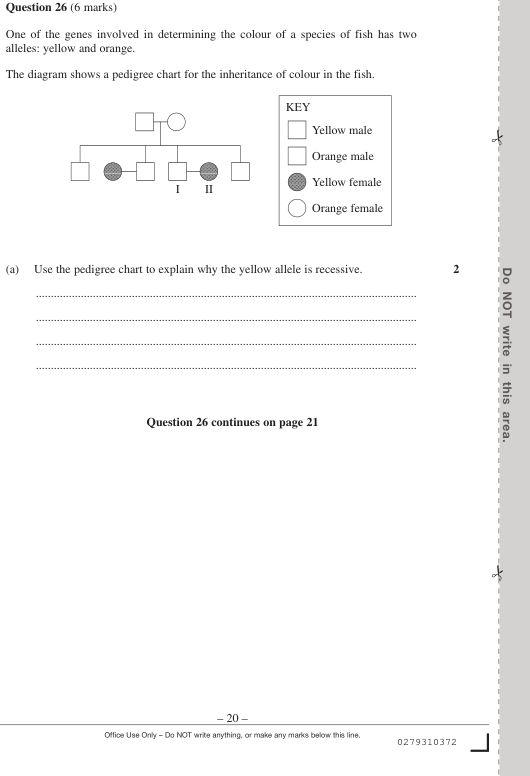 Question 26 (6 marks)
One of the genes involved in determining the colour of a species of fish has two
alleles: yellow and orange.
The diagram shows a pedigree chart for the inheritance of colour in the fish.
KEY
Yellow male
Orange male
Yellow female
Orange female
I II
(a) Use the pedigree chart to explain why the yellow allele is recessive. 2
Question 26 continues on page 21
Do NOT write in this area.
– 20 –
Office Use Only – Do NOT write anything, or make any marks below this line.
0279310372